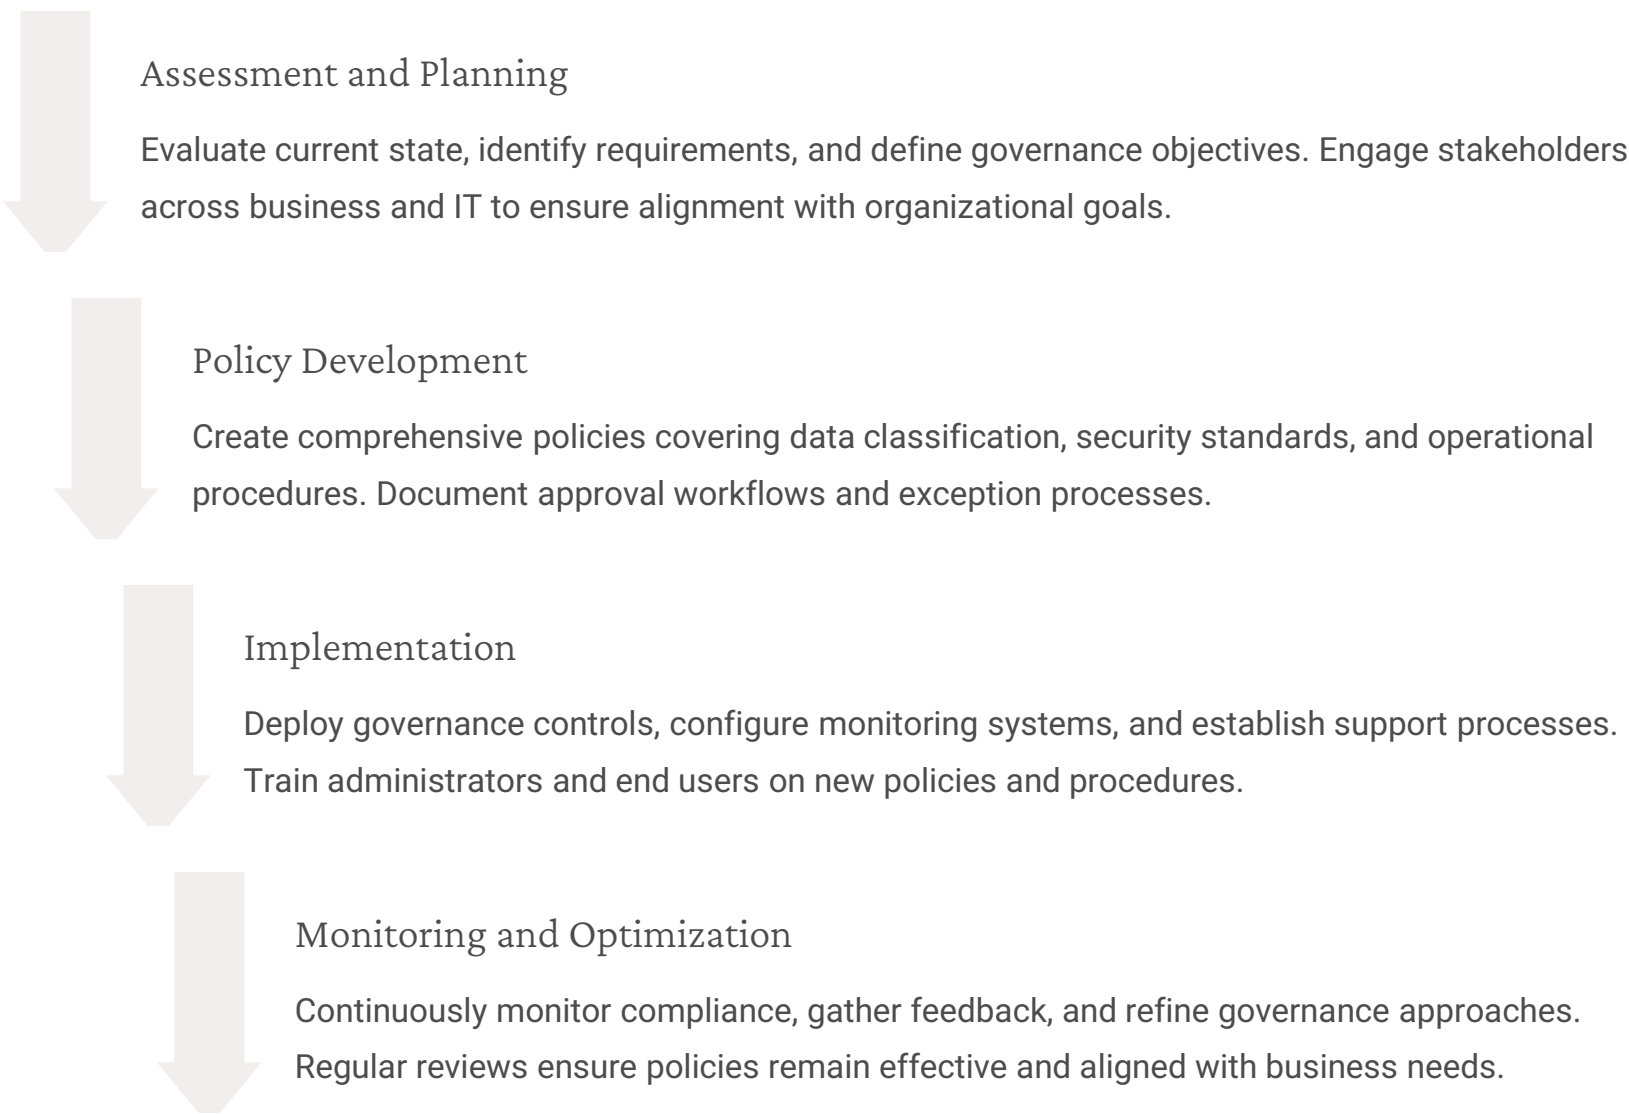 Assessment and Planning
Evaluate current state, identify requirements, and define governance objectives. Engage stakeholders
across business and IT to ensure alignment with organizational goals.
Policy Development
Create comprehensive policies covering data classification, security standards, and operational
procedures. Document approval workflows and exception processes.
Implementation
Deploy governance controls, configure monitoring systems, and establish support processes.
Train administrators and end users on new policies and procedures.
Monitoring and Optimization
Continuously monitor compliance, gather feedback, and refine governance approaches.
Regular reviews ensure policies remain effective and aligned with business needs.